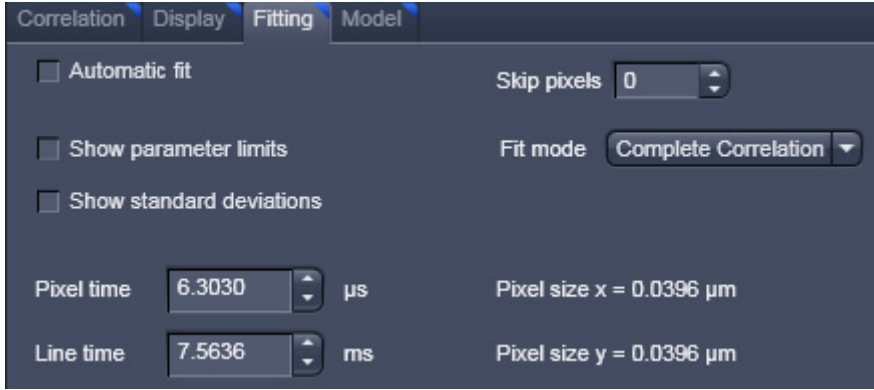 Correlation Display Fitting Model
Automatic fit
Skip pixels 0
Show parameter limits
Fit mode Complete Correlation
Show standard deviations
Pixel time 6.3030 µs
Pixel size x = 0.0396 µm
Line time 7.5636 ms
Pixel size y = 0.0396 µm